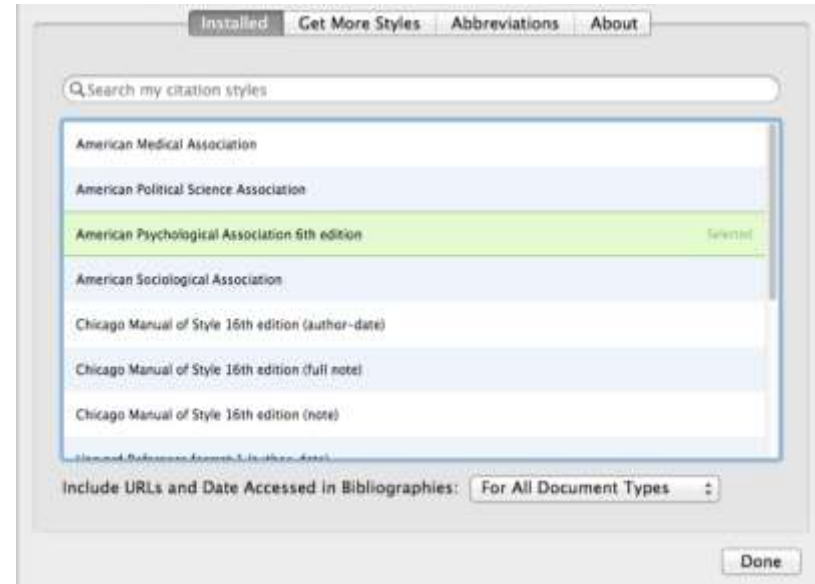 Installed Get More Styles Abbreviations About
Search my citation styles
American Medical Association
American Political Science Association
American Psychological Association 6th edition Selected
American Sociological Association
Chicago Manual of Style 16th edition (author-date)
Chicago Manual of Style 16th edition (full note)
Chicago Manual of Style 16th edition (note)
Include URLs and Date Accessed in Bibliographies: For All Document Types
Done